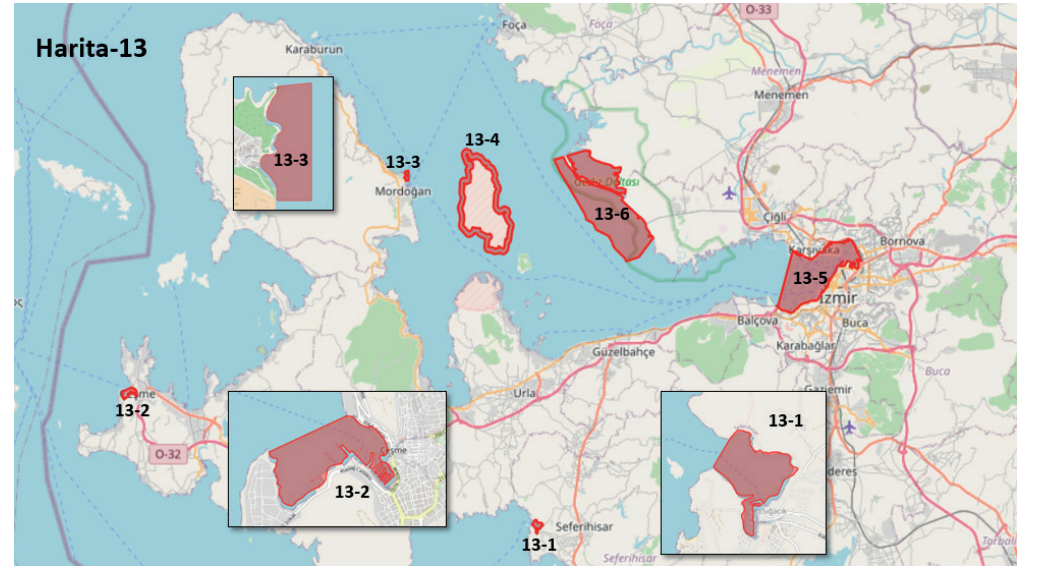 Harita-13
Foça
Foça
O-33
Karaburun
Menemen
Menemen
13-3
13-3
Mordoğan
13-4
Gediz Deltası
13-6
Çiğli
Karşıyaka
Bornova
13-5
İzmir
Balçova
Buca
Karabağlar
Güzelbahçe
Gaziemir
Buca
Urla
13-2
O-32
Çeşme
13-2
13-1
Sığacık
deres
13-1
Seferihisar
Seferihisar
Torbalı